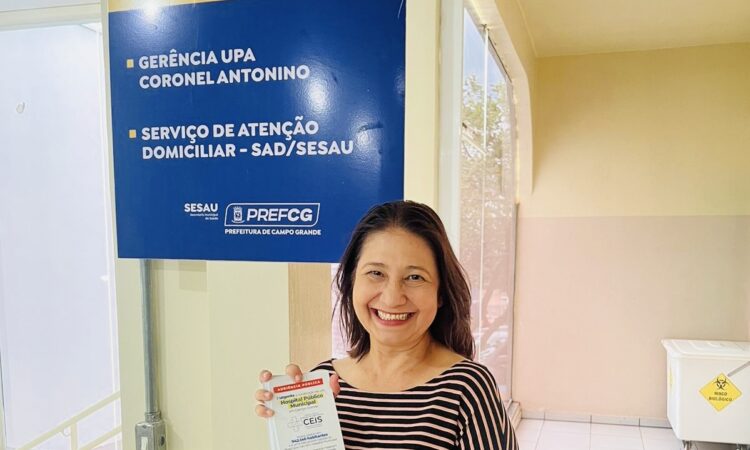 GERÊNCIA UPA
CORONEL ANTONINO
SERVIÇO DE ATENÇÃO
DOMICILIAR - SAD/SESAU
SESAU
PREFCG
PREFEITURA DE CAMPO GRANDE
AUDIÊNCIA PÚBLICA
Hospital Público
Municipal
CEIS
RISCO
BIOLÓGICO